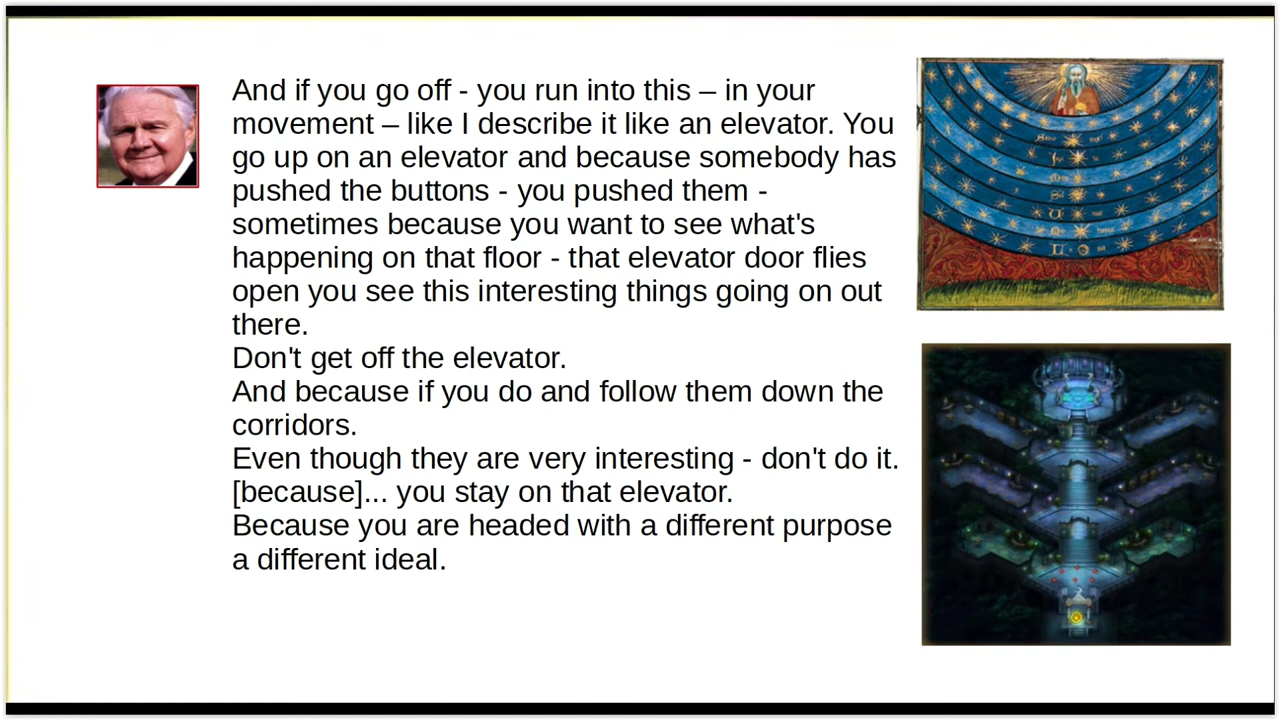 And if you go off - you run into this – in your
movement – like I describe it like an elevator. You
go up on an elevator and because somebody has
pushed the buttons - you pushed them -
sometimes because you want to see what's
happening on that floor - that elevator door flies
open you see this interesting things going on out
there.
Don't get off the elevator.
And because if you do and follow them down the
corridors.
Even though they are very interesting - don't do it.
[because]... you stay on that elevator.
Because you are headed with a different purpose
a different ideal.